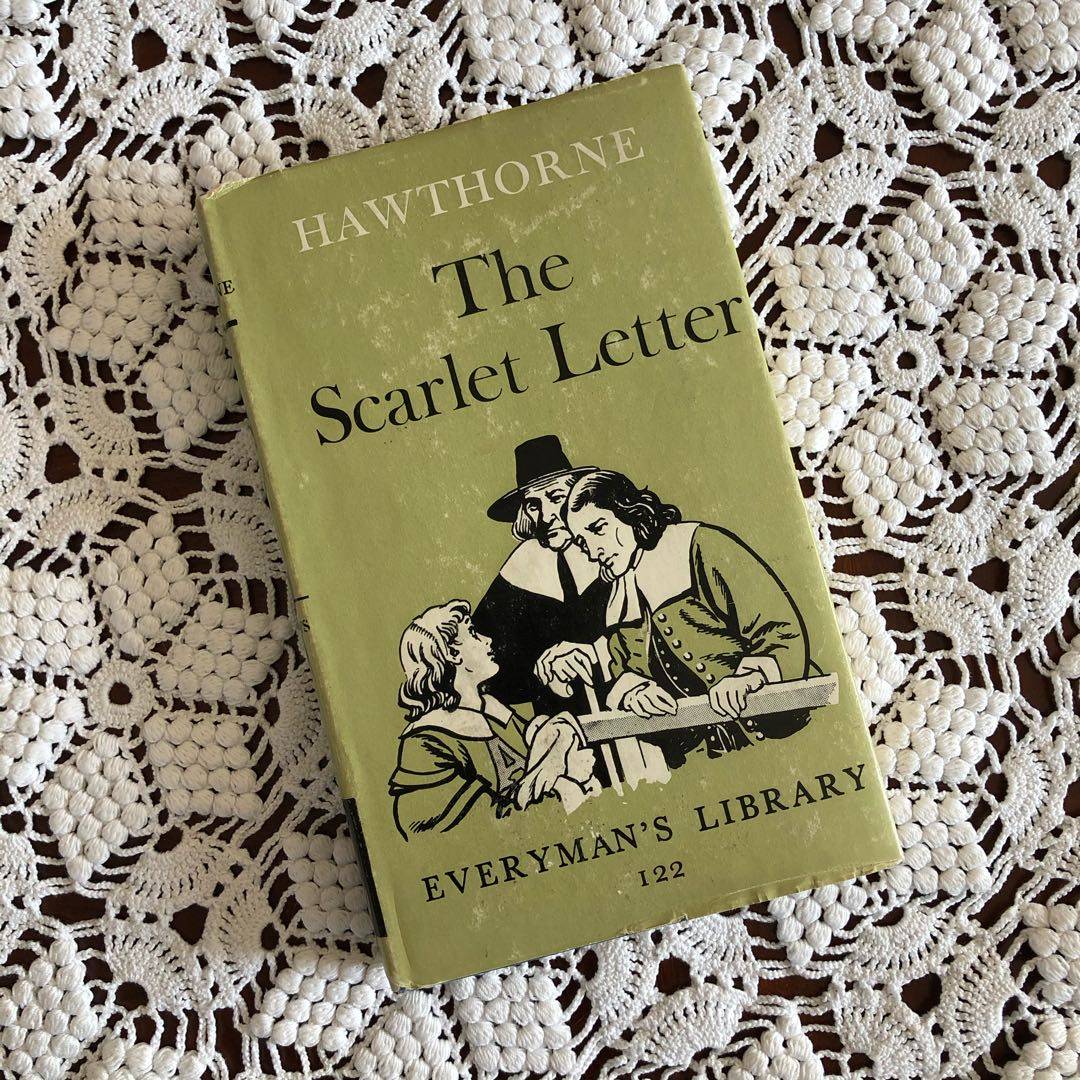 HAWTHORNE
The
Scarlet Letter
A
EVERYMAN'S LIBRARY
122